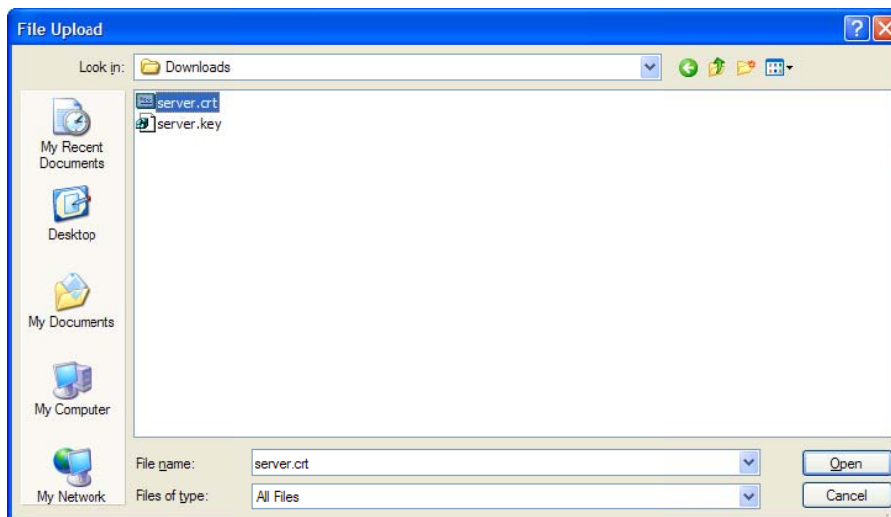 File Upload
Look in:
Downloads
server.crt
server.key
My Recent
Documents
Desktop
My Documents
My Computer
My Network
File name:
server.crt
Open
Files of type:
All Files
Cancel